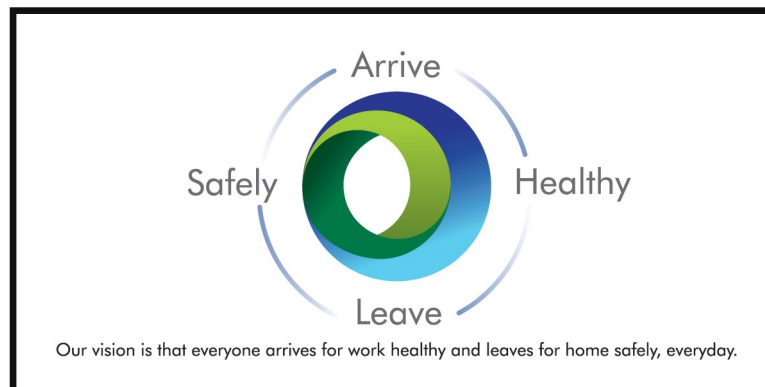 Arrive
Safely
Healthy
Leave
Our vision is that everyone arrives for work healthy and leaves for home safely, everyday.